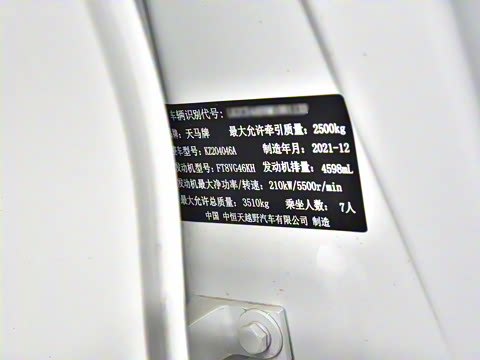 车辆识别代号:
牌: 天马牌 最大允许牵引质量: 2500kg
整车型号: KZ204046A 制造年月: 2021-12
发动机型号: FT8VG46KH 发动机排量: 4598mL
发动机最大净功率/转速: 210kW/5500r/min
最大允许总质量: 3510kg 乘坐人数: 7人
中国 中恒天越野汽车有限公司 制造